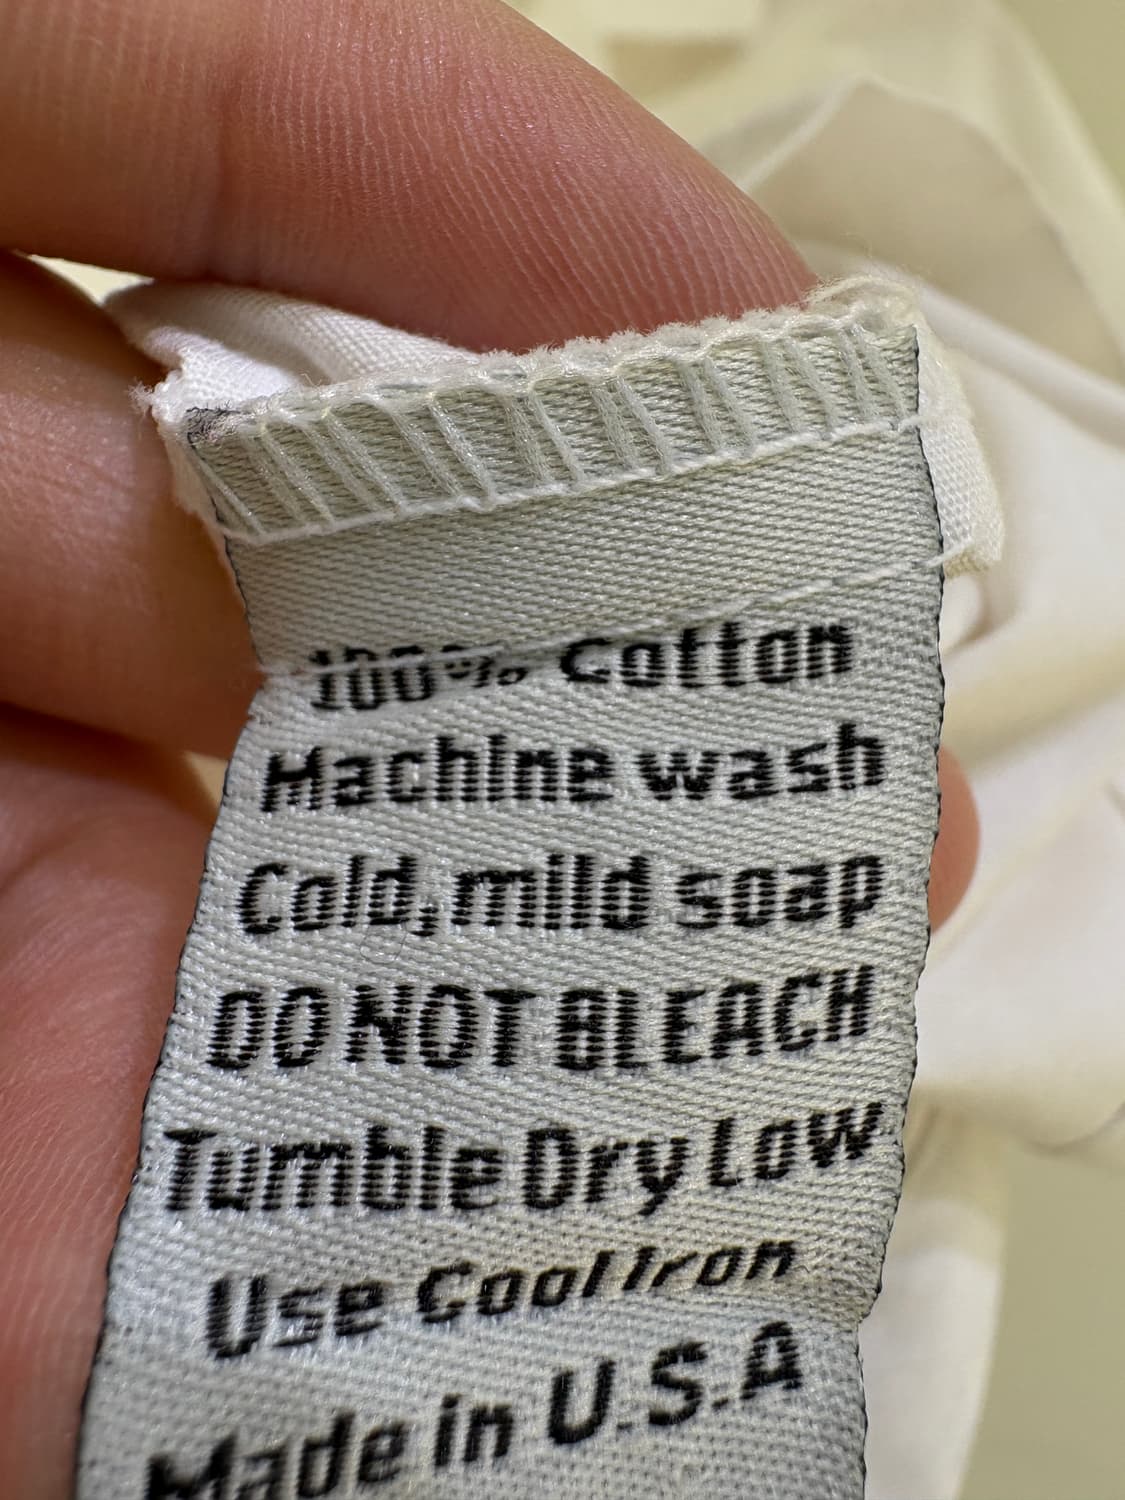 100% Cotton
Machine wash
Cold, mild soap
DO NOT BLEACH
Tumble Dry Low
Use Cool Iron
Made in U.S.A